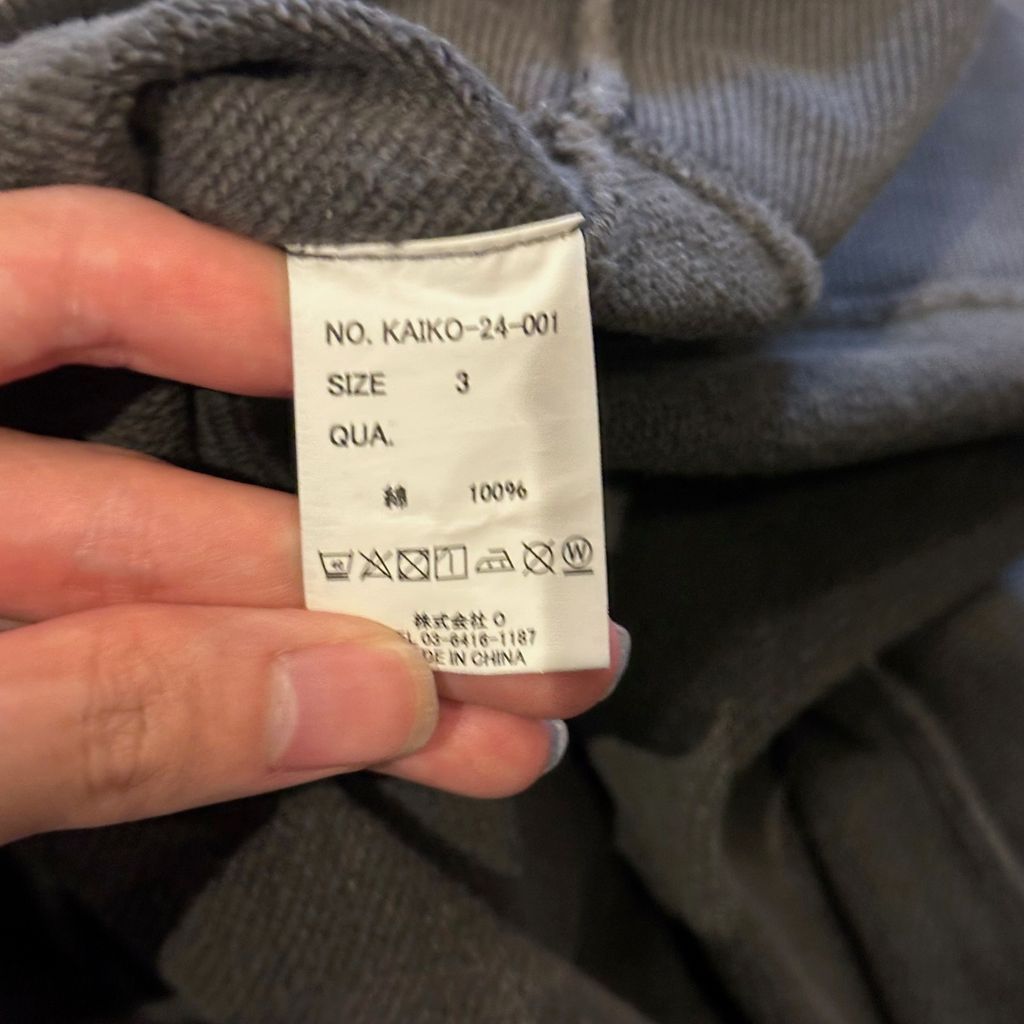 NO. KAIKO-24-001
SIZE 3
QUA.
綿 100%
W
株式会社 O
03-6416-1187
IN CHINA